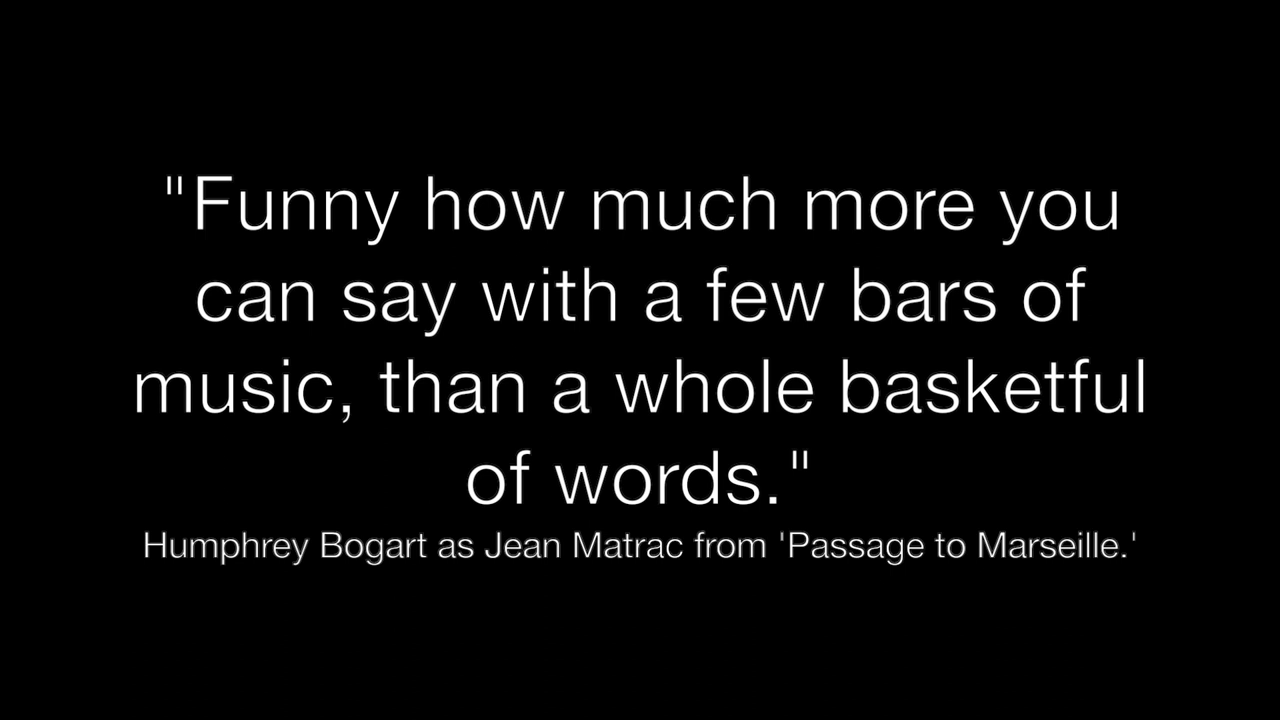 "Funny how much more you
can say with a few bars of
music, than a whole basketful
of words."
Humphrey Bogart as Jean Matrac from 'Passage to Marseille.'